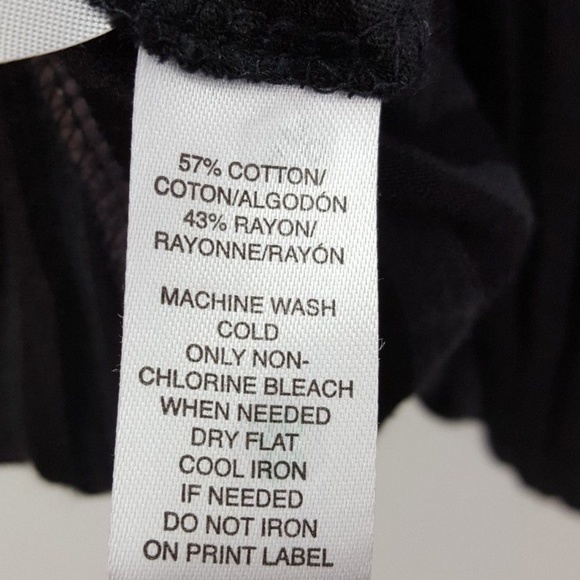 57% COTTON/
COTON/ALGODÓN
43% RAYON/
RAYONNE/RAYÓN
MACHINE WASH
COLD
ONLY NON-
CHLORINE BLEACH
WHEN NEEDED
DRY FLAT
COOL IRON
IF NEEDED
DO NOT IRON
ON PRINT LABEL